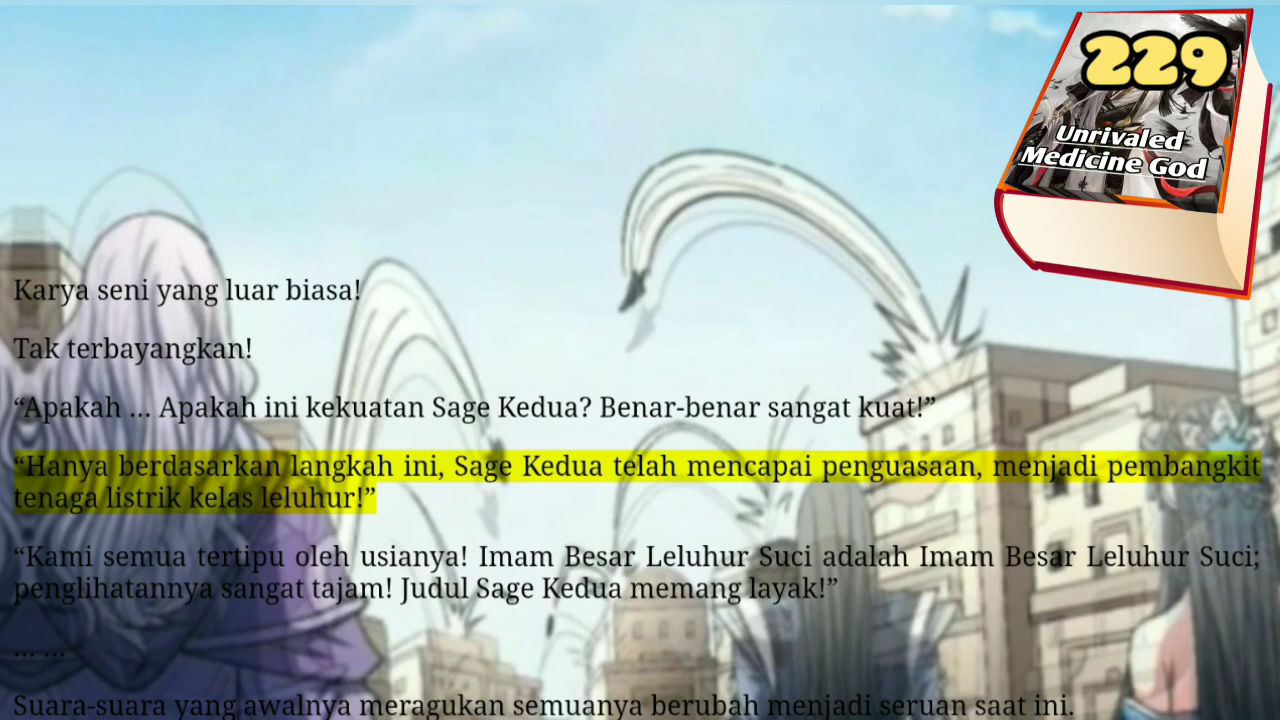 229
Unrivaled
Medicine God
Karya seni yang luar biasa!
Tak terbayangkan!
“Apakah ... Apakah ini kekuatan Sage Kedua? Benar-benar sangat kuat!”
“Hanya berdasarkan langkah ini, Sage Kedua telah mencapai penguasaan, menjadi pembangkit
tenaga listrik kelas leluhur!”
“Kami semua tertipu oleh usianya! Imam Besar Leluhur Suci adalah Imam Besar Leluhur Suci;
penglihatannya sangat tajam! Judul Sage Kedua memang layak!”
... ...
Suara-suara yang awalnya meragukan semuanya berubah menjadi seruan saat ini.